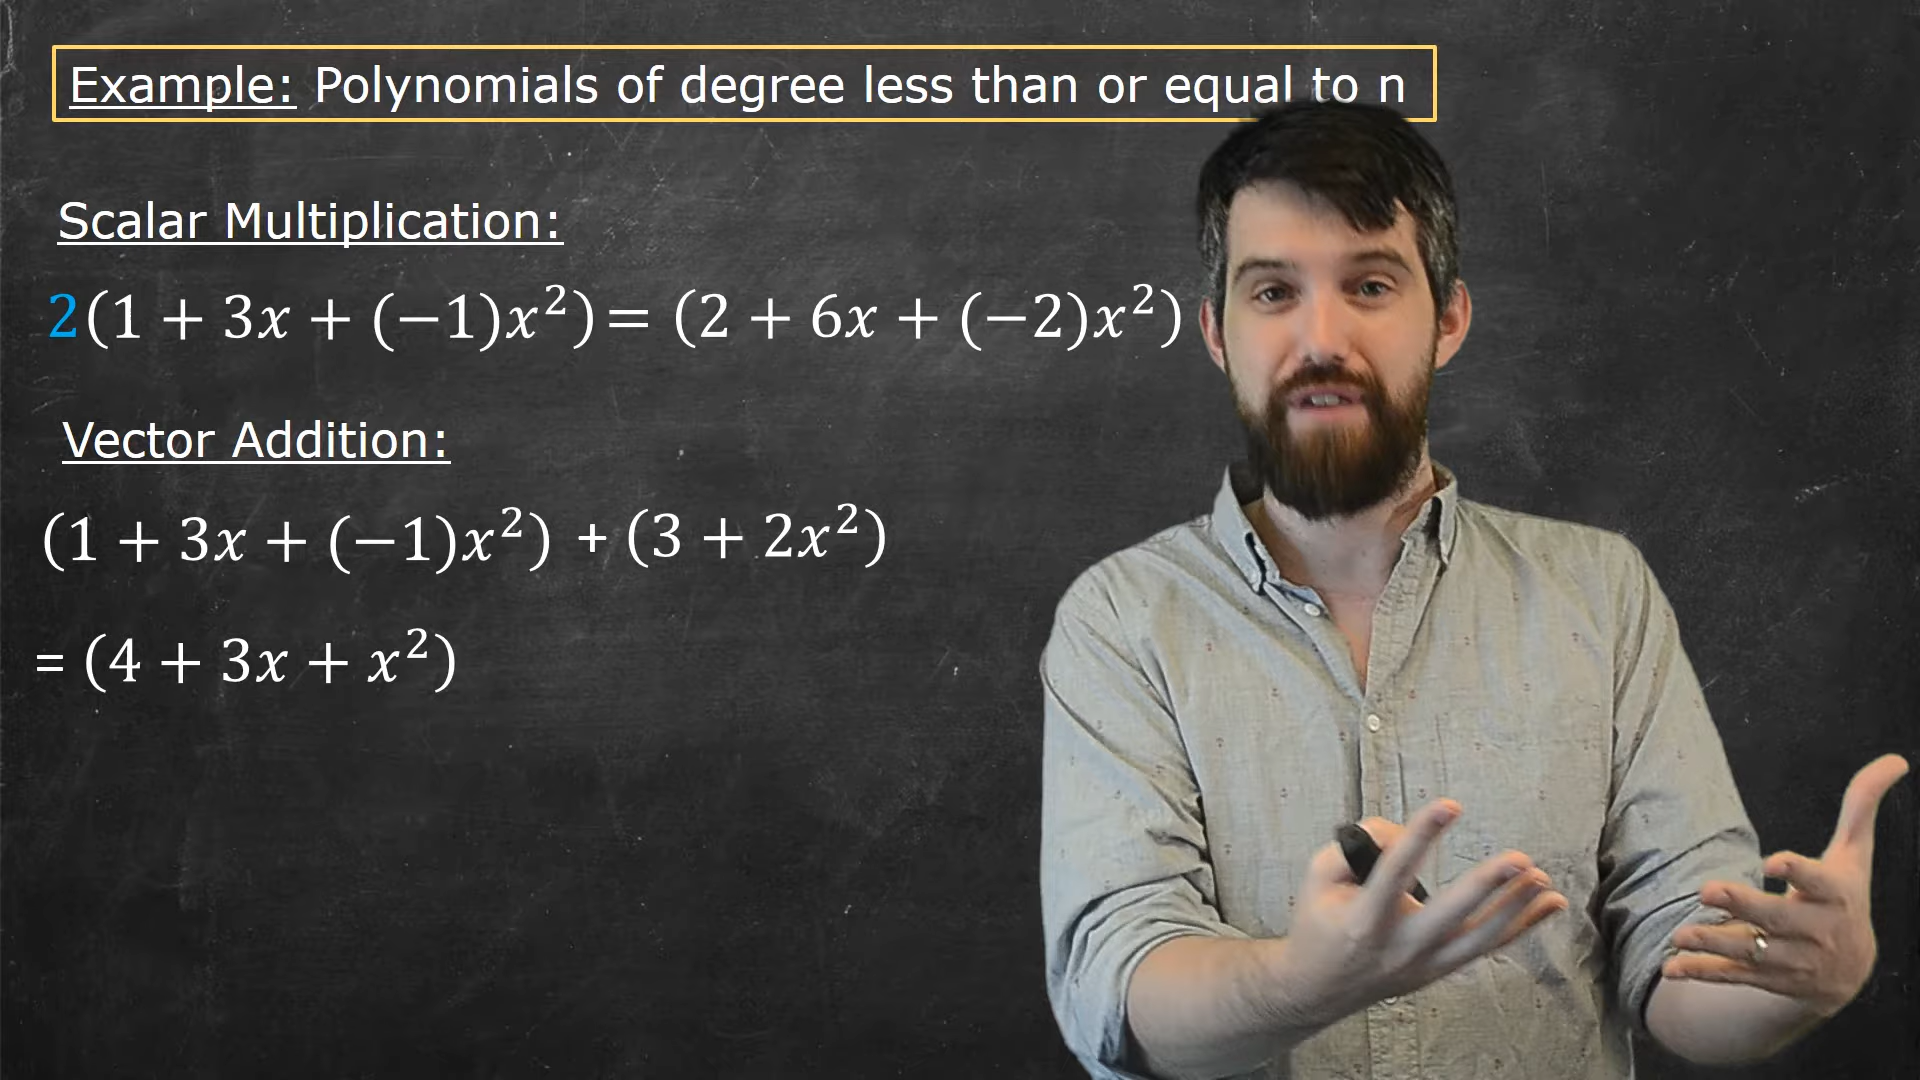 Example: Polynomials of degree less than or equal to n
Scalar Multiplication:
2(1 + 3x + (−1)x²) = (2 + 6x + (−2)x²)
Vector Addition:
(1 + 3x + (−1)x²) + (3 + 2x²)
= (4 + 3x + x²)